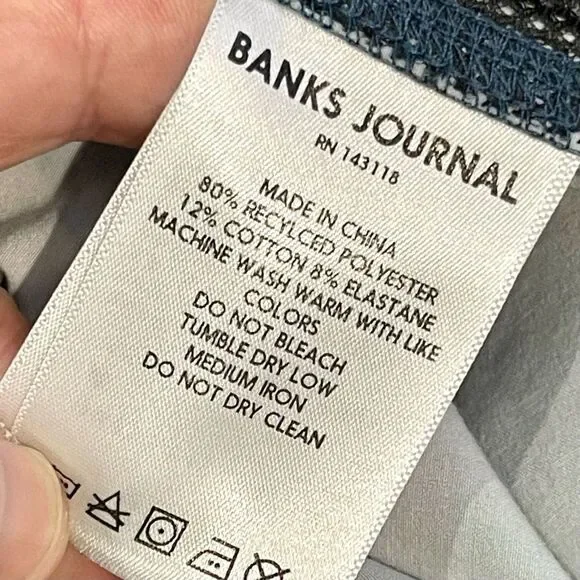 BANKS JOURNAL
RN 143118
MADE IN CHINA
80% RECYLCED POLYESTER
12% COTTON 8% ELASTANE
MACHINE WASH WARM WITH LIKE
COLORS
DO NOT BLEACH
TUMBLE DRY LOW
MEDIUM IRON
DO NOT DRY CLEAN